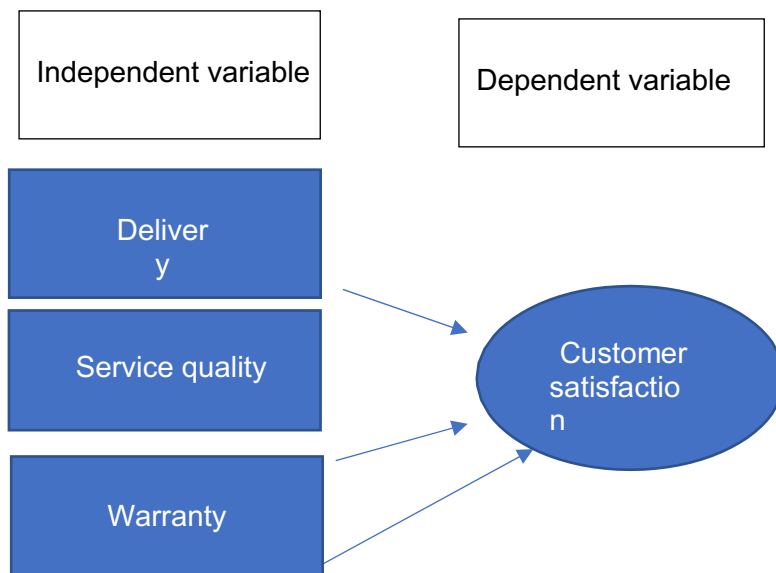 Independent variable
Dependent variable
Deliver
y
Service quality
Customer
satisfactio
n
Warranty